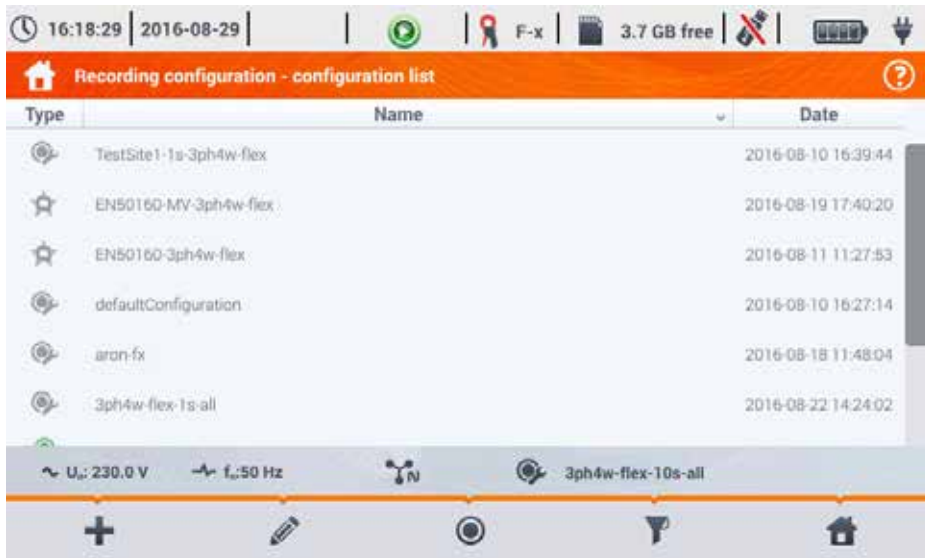 16:18:29 2016-08-29 F-x 3.7 GB free
Recording configuration - configuration list ?
Type Name Date
TestSite1-1s-3ph4w-flex 2016-08-10 16:39:44
EN50160-MV-3ph4w-flex 2016-08-19 17:40:20
EN50160-3ph4w-flex 2016-08-11 11:27:53
defaultConfiguration 2016-08-10 16:27:14
aron-fx 2016-08-18 11:48:04
3ph4w-flex-1s-all 2016-08-22 14:24:02
Uₙ: 230.0 V fₙ:50 Hz N 3ph4w-flex-10s-all